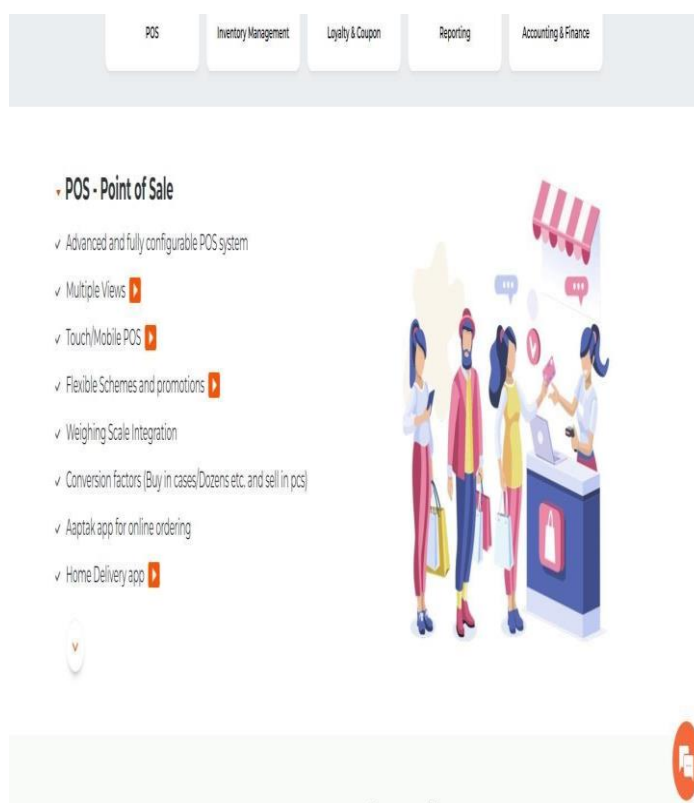 POS
Inventory Management
Loyalty & Coupon
Reporting
Accounting & Finance
POS - Point of Sale
Advanced and fully configurable POS system
Multiple Views
Touch/Mobile POS
Flexible Schemes and promotions
Weighing Scale Integration
Conversion factors (Buy in cases/Dozens etc. and sell in pcs)
Aaptak app for online ordering
Home Delivery app